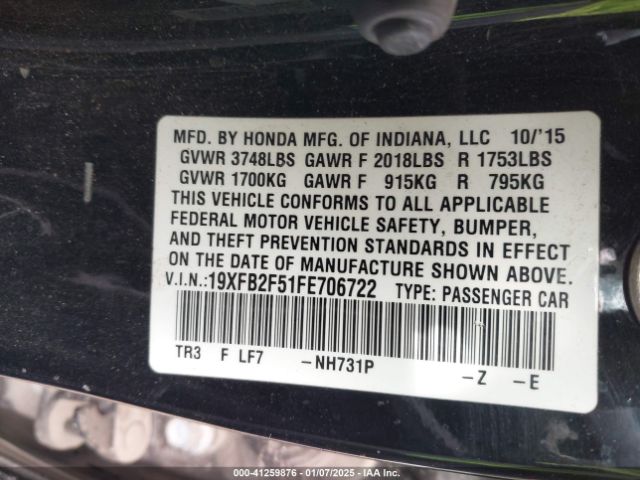 MFD. BY HONDA MFG. OF INDIANA, LLC 10/'15
GVWR 3748LBS GAWR F 2018LBS R 1753LBS
GVWR 1700KG GAWR F 915KG R 795KG
THIS VEHICLE CONFORMS TO ALL APPLICABLE
FEDERAL MOTOR VEHICLE SAFETY, BUMPER,
AND THEFT PREVENTION STANDARDS IN EFFECT
ON THE DATE OF MANUFACTURE SHOWN ABOVE.
V.I.N.:19XFB2F51FE706722 TYPE: PASSENGER CAR
TR3 F LF7 -NH731P -Z -E
000-41259876 | 01/07/2025 | IAA, Inc.